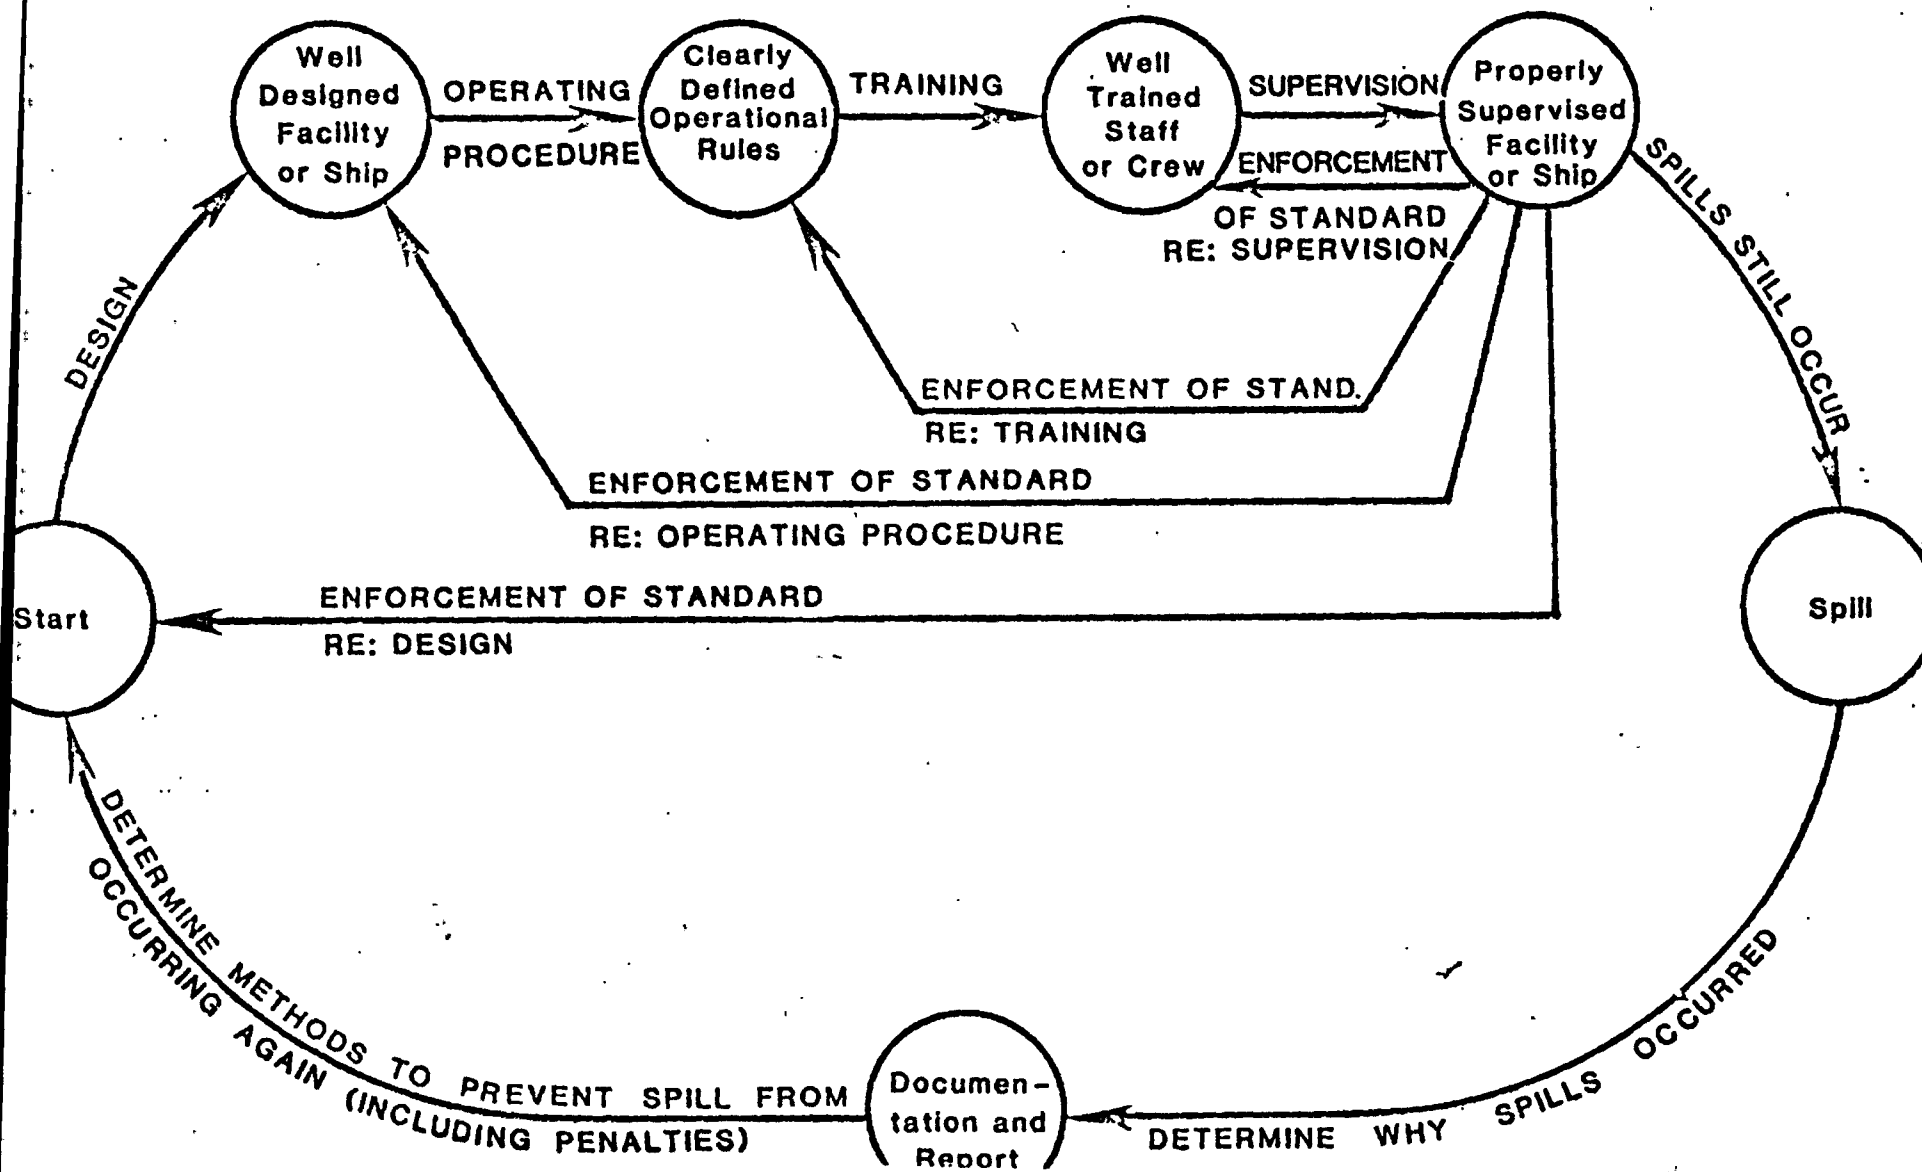 Well
Designed
Facility
or Ship
OPERATING
PROCEDURE
Clearly
Defined
Operational
Rules
TRAINING
Well
Trained
Staff
or Crew
SUPERVISION
ENFORCEMENT
OF STANDARD
RE: SUPERVISION
Properly
Supervised
Facility
or Ship
SPILLS STILL OCCUR
DESIGN
ENFORCEMENT OF STAND.
RE: TRAINING
ENFORCEMENT OF STANDARD
RE: OPERATING PROCEDURE
ENFORCEMENT OF STANDARD
RE: DESIGN
Start
Spill
DETERMINE METHODS TO PREVENT SPILL FROM
OCCURRING AGAIN (INCLUDING PENALTIES)
Documen-
tation and
Report
DETERMINE WHY SPILLS OCCURRED